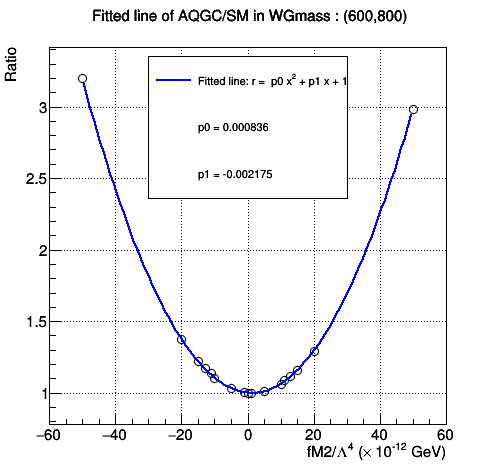 Fitted line of AQGC/SM in WGmass : (600,800)
Ratio
Fitted line: r = p0 x² + p1 x + 1
p0 = 0.000836
p1 = -0.002175
3
2.5
2
1.5
1
−60 −40 −20 0 20 40 60
fM2/Λ⁴ (× 10⁻¹² GeV)